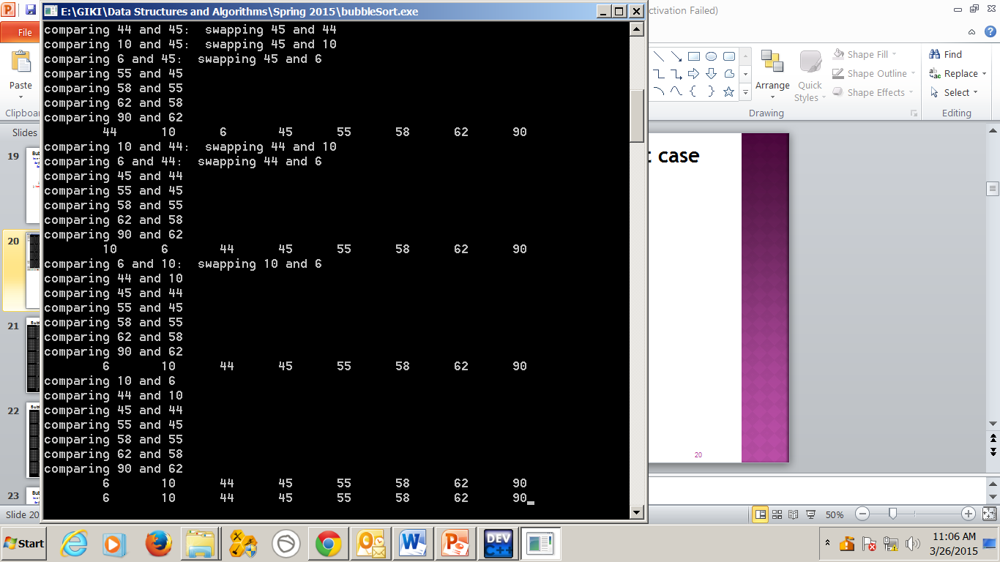 E:\GIKI\Data Structures and Algorithms\Spring 2015\bubbleSort.exe
ctivation Failed)
File
Paste
Clipboar
Shape Fill
Shape Outline
Shape Effects
Arrange
Quick
Styles
Drawing
Find
Replace
Select
Editing
Slides
19
20
21
22
23
comparing 44 and 45:  swapping 45 and 44
comparing 10 and 45:  swapping 45 and 10
comparing 6 and 45:  swapping 45 and 6
comparing 55 and 45
comparing 58 and 55
comparing 62 and 58
comparing 90 and 62
44 10 6 45 55 58 62 90
comparing 10 and 44:  swapping 44 and 10
comparing 6 and 44:  swapping 44 and 6
comparing 45 and 44
comparing 55 and 45
comparing 58 and 55
comparing 62 and 58
comparing 90 and 62
10 6 44 45 55 58 62 90
comparing 6 and 10:  swapping 10 and 6
comparing 44 and 10
comparing 45 and 44
comparing 55 and 45
comparing 58 and 55
comparing 62 and 58
comparing 90 and 62
6 10 44 45 55 58 62 90
comparing 10 and 6
comparing 44 and 10
comparing 45 and 44
comparing 55 and 45
comparing 58 and 55
comparing 62 and 58
comparing 90 and 62
6 10 44 45 55 58 62 90
6 10 44 45 55 58 62 90
case
20
Slide 20
50%
Start
DEV
C++
11:06 AM
3/26/2015